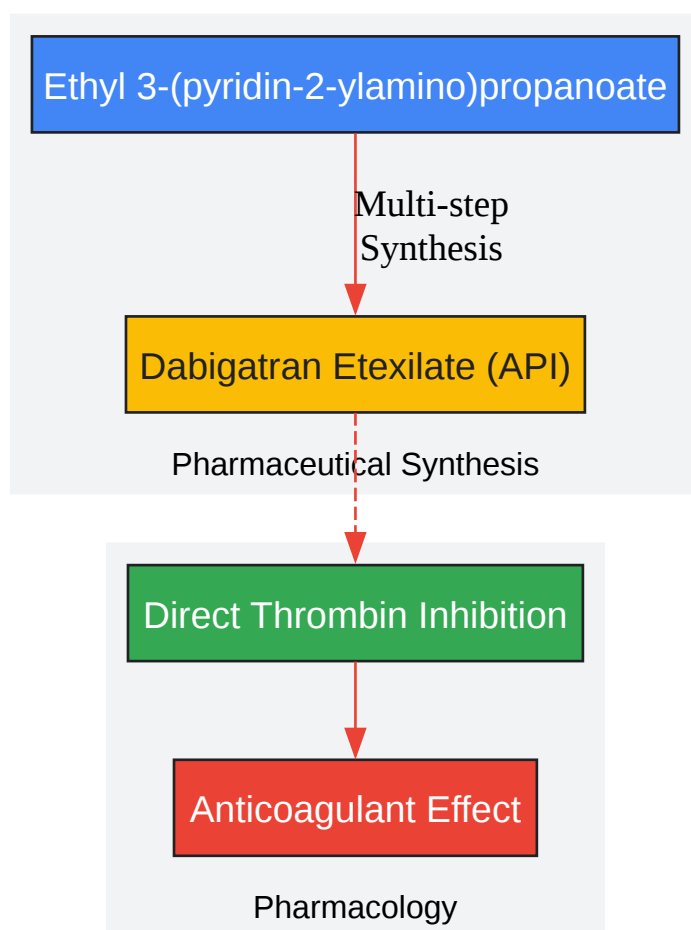 Ethyl 3-(pyridin-2-ylamino)propanoate
Multi-step
Synthesis
Dabigatran Etexilate (API)
Pharmaceutical Synthesis
Direct Thrombin Inhibition
Anticoagulant Effect
Pharmacology